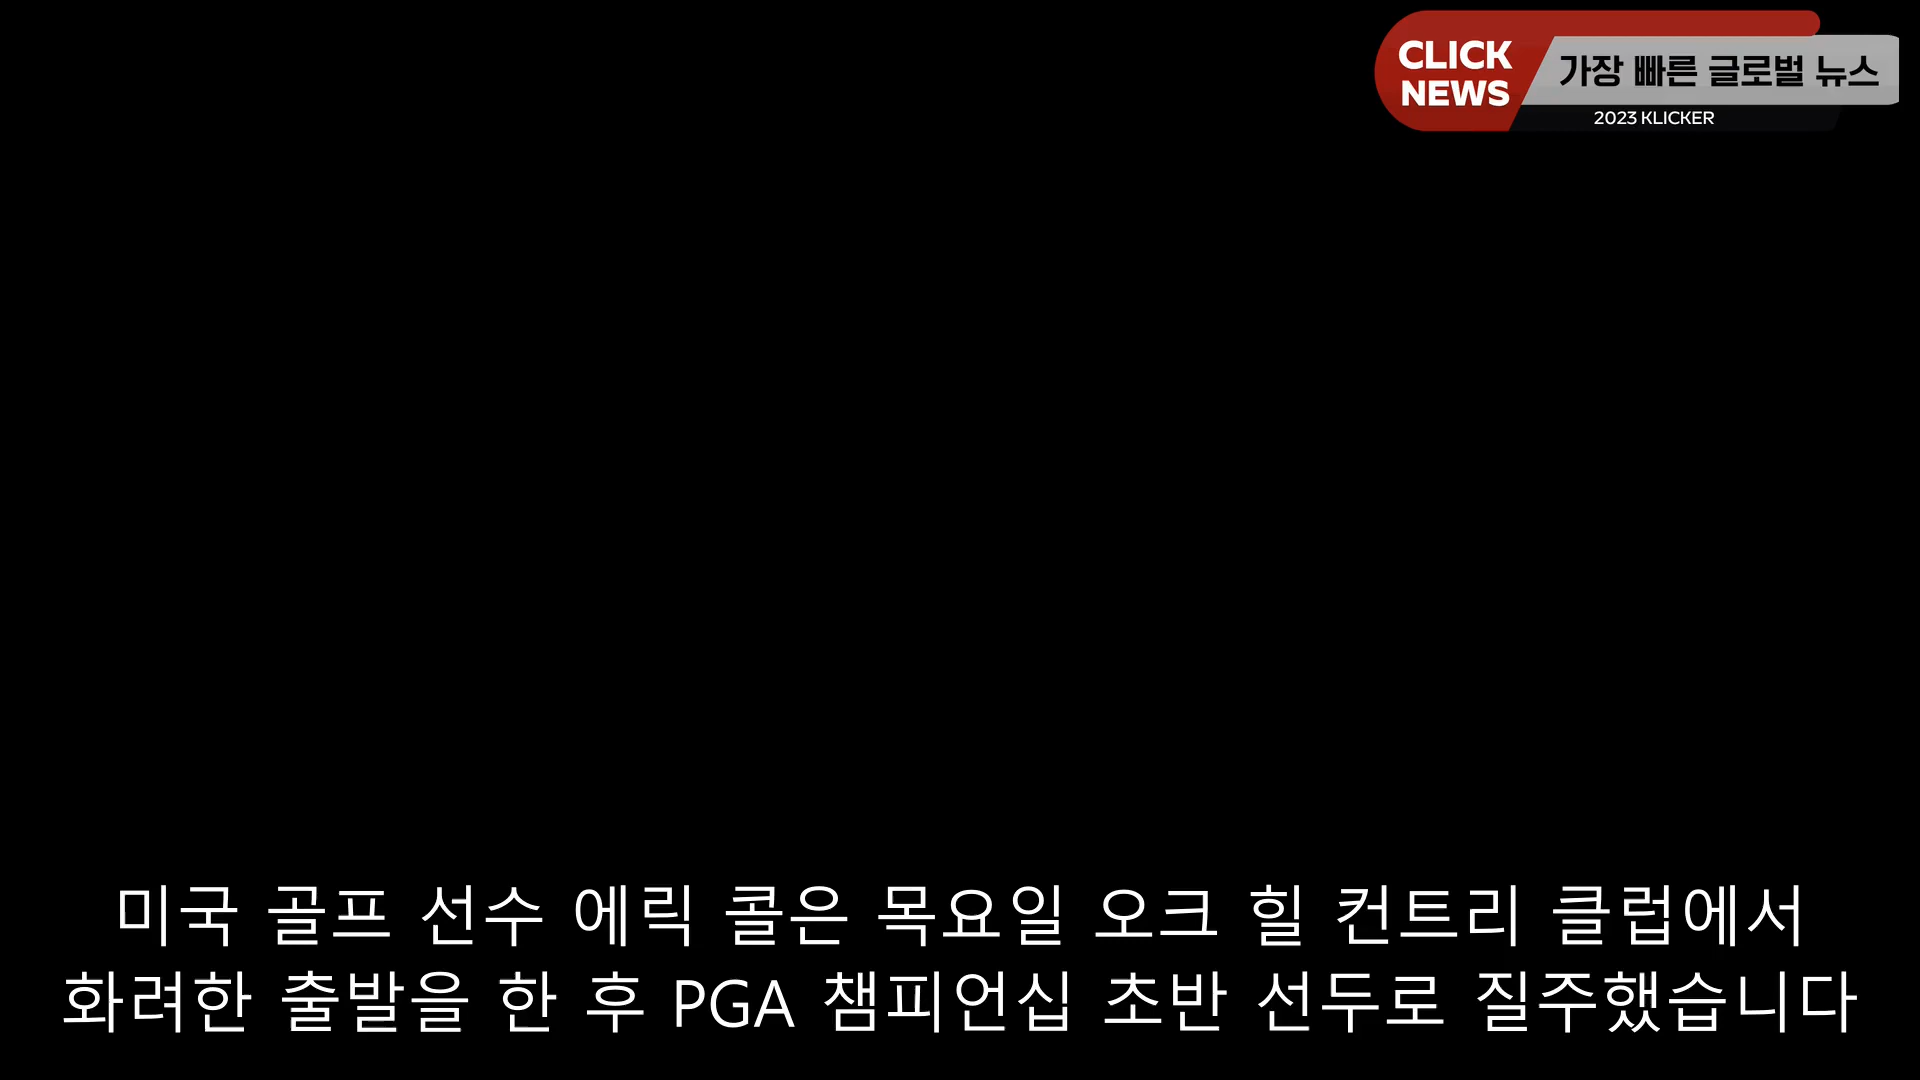 CLICK
NEWS
가장 빠른 글로벌 뉴스
2023 KLICKER
미국 골프 선수 에릭 콜은 목요일 오크 힐 컨트리 클럽에서
화려한 출발을 한 후 PGA 챔피언십 초반 선두로 질주했습니다